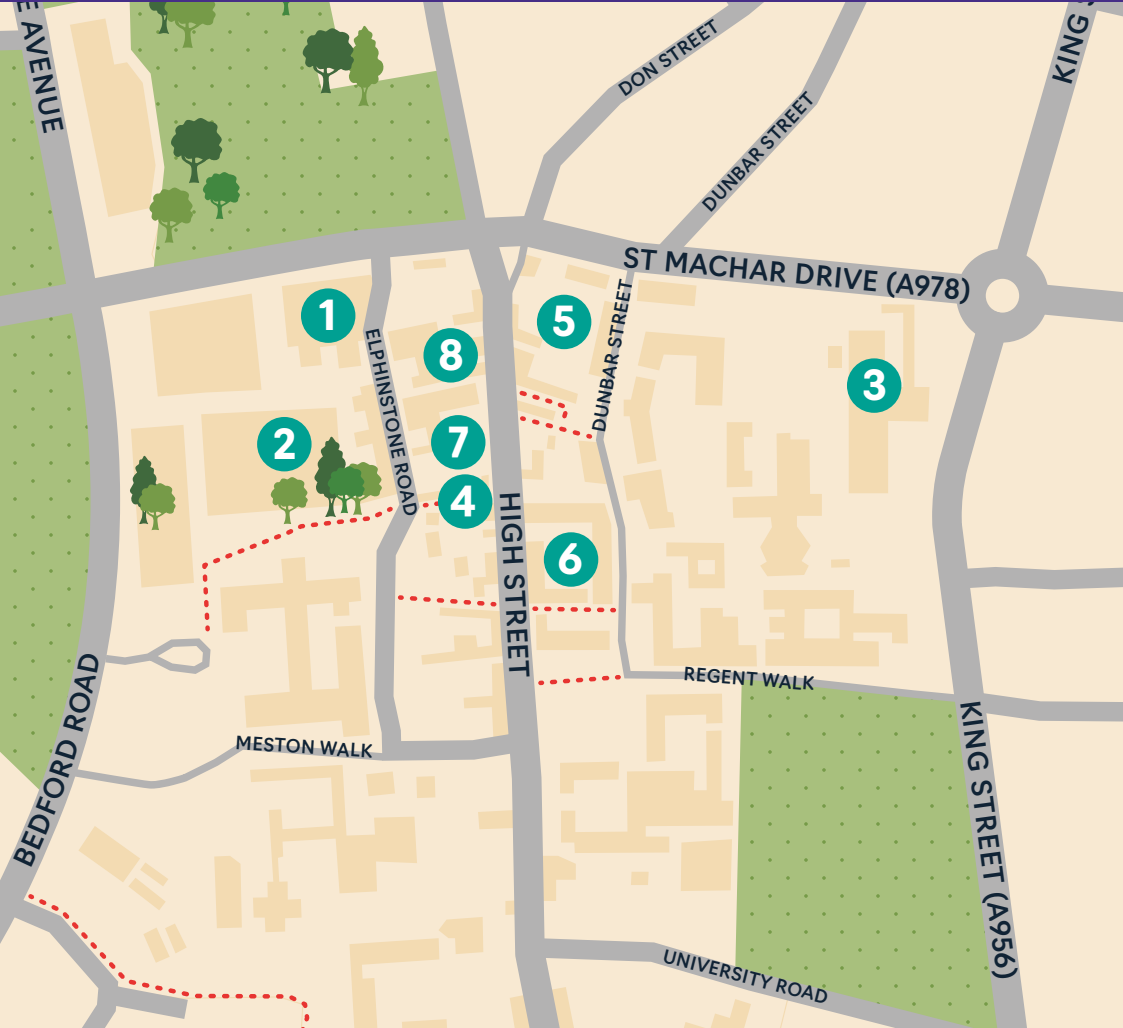 E AVENUE
DON STREET
DUNBAR STREET
KING S
ST MACHAR DRIVE (A978)
1
5
DUNBAR STREET
ELPHINSTONE ROAD
8
3
2
7
4
HIGH STREET
6
REGENT WALK
BEDFORD ROAD
MESTON WALK
KING STREET (A956)
UNIVERSITY ROAD